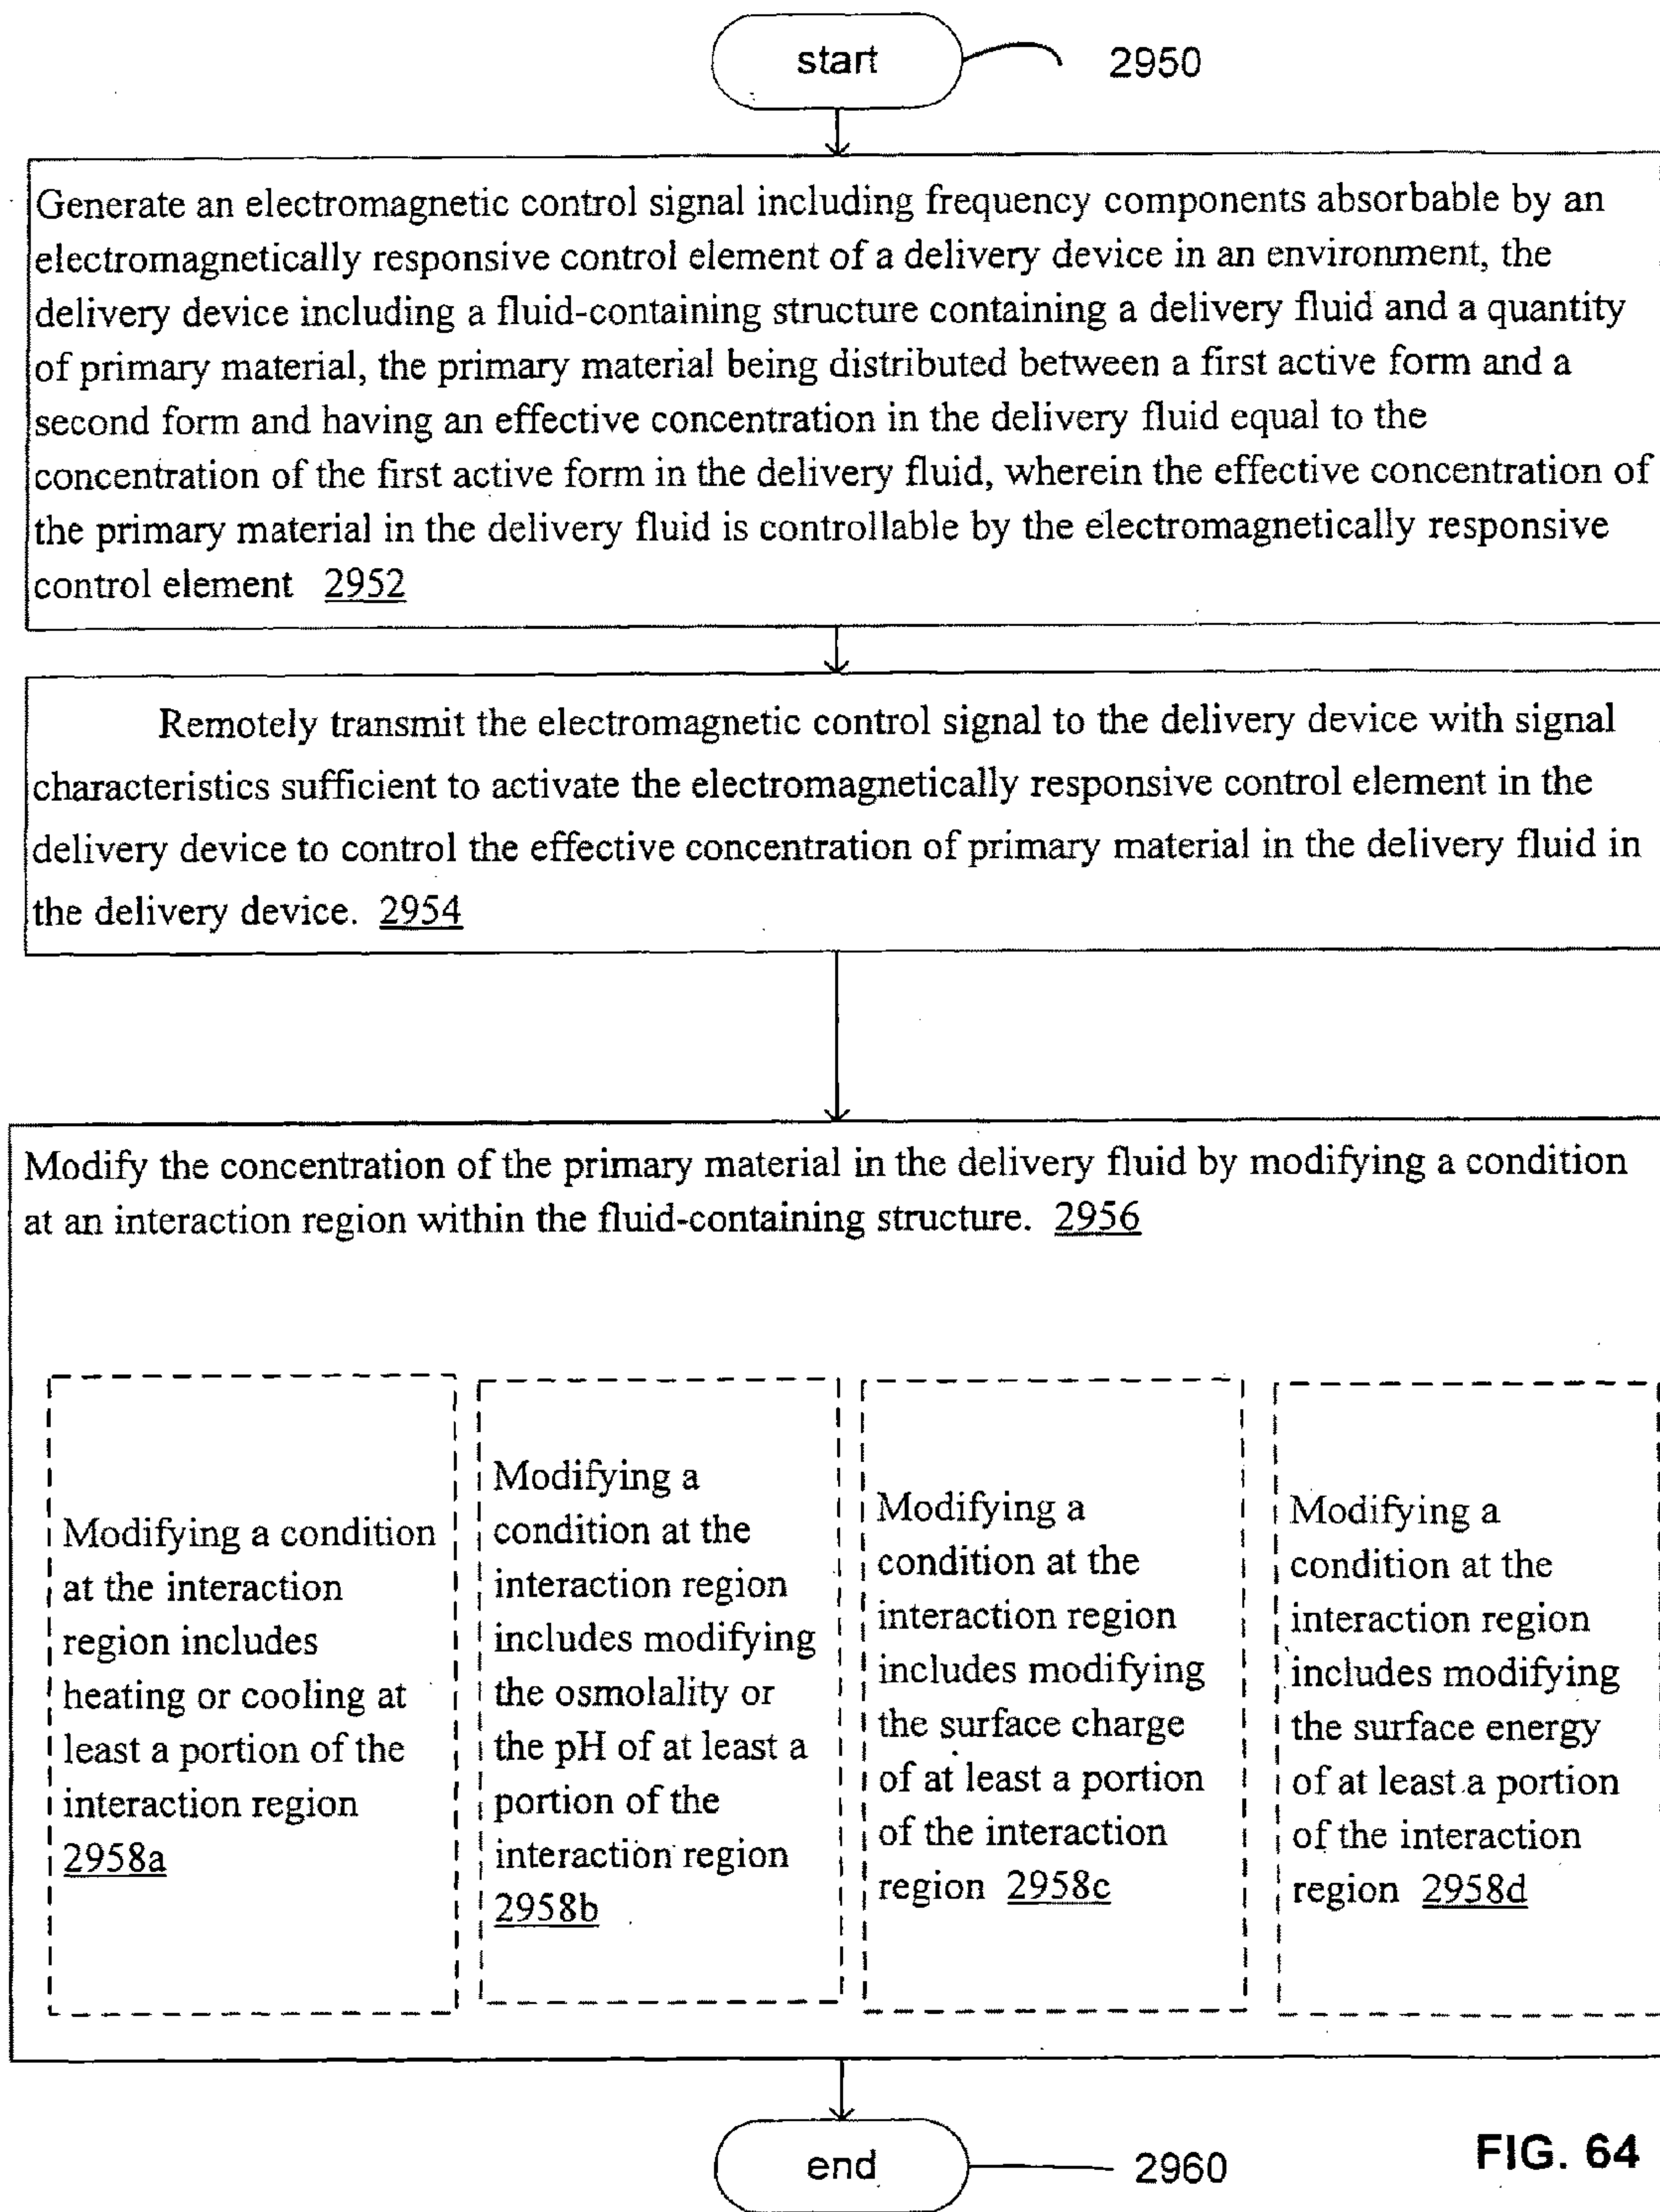 start
2950
Generate an electromagnetic control signal including frequency components absorbable by an
electromagnetically responsive control element of a delivery device in an environment, the
delivery device including a fluid-containing structure containing a delivery fluid and a quantity
of primary material, the primary material being distributed between a first active form and a
second form and having an effective concentration in the delivery fluid equal to the
concentration of the first active form in the delivery fluid, wherein the effective concentration of
the primary material in the delivery fluid is controllable by the electromagnetically responsive
control element 2952
Remotely transmit the electromagnetic control signal to the delivery device with signal
characteristics sufficient to activate the electromagnetically responsive control element in the
delivery device to control the effective concentration of primary material in the delivery fluid in
the delivery device. 2954
Modify the concentration of the primary material in the delivery fluid by modifying a condition
at an interaction region within the fluid-containing structure. 2956
Modifying a condition
at the interaction
region includes
heating or cooling at
least a portion of the
interaction region
2958a
Modifying a
condition at the
interaction region
includes modifying
the osmolality or
the pH of at least a
portion of the
interaction region
2958b
Modifying a
condition at the
interaction region
includes modifying
the surface charge
of at least a portion
of the interaction
region 2958c
Modifying a
condition at the
interaction region
includes modifying
the surface energy
of at least a portion
of the interaction
region 2958d
end
2960
FIG. 64